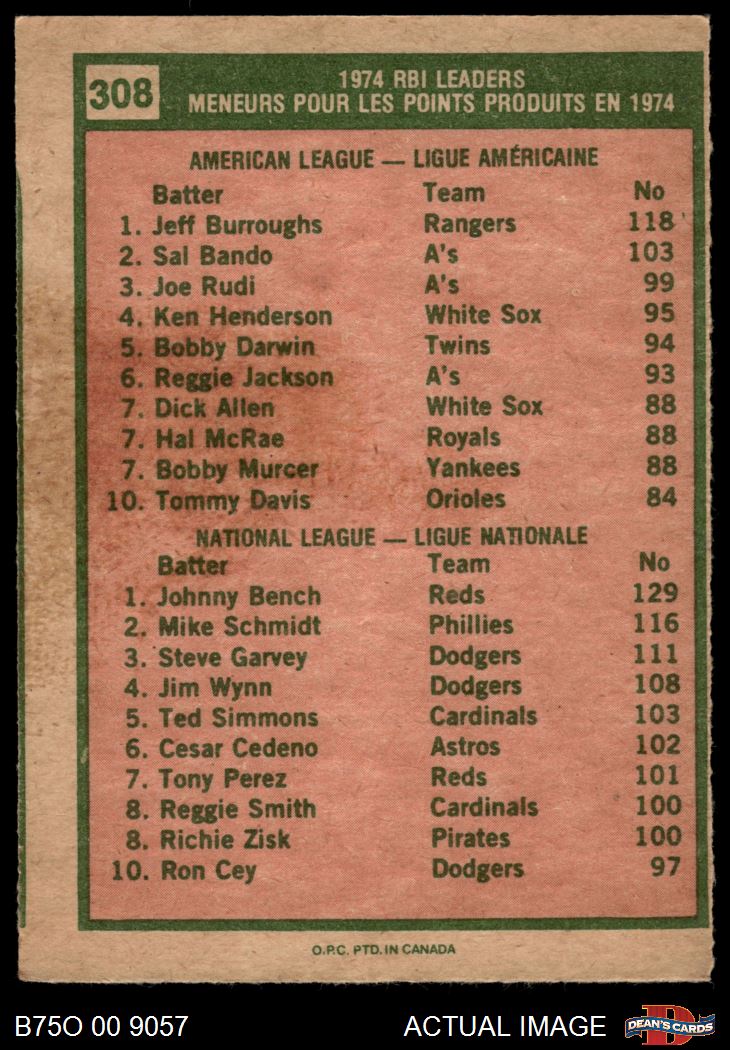 308
1974 RBI LEADERS
MENEURS POUR LES POINTS PRODUITS EN 1974
AMERICAN LEAGUE — LIGUE AMÉRICAINE
Batter Team No
1. Jeff Burroughs Rangers 118
2. Sal Bando A's 103
3. Joe Rudi A's 99
4. Ken Henderson White Sox 95
5. Bobby Darwin Twins 94
6. Reggie Jackson A's 93
7. Dick Allen White Sox 88
7. Hal McRae Royals 88
7. Bobby Murcer Yankees 88
10. Tommy Davis Orioles 84
NATIONAL LEAGUE — LIGUE NATIONALE
Batter Team No
1. Johnny Bench Reds 129
2. Mike Schmidt Phillies 116
3. Steve Garvey Dodgers 111
4. Jim Wynn Dodgers 108
5. Ted Simmons Cardinals 103
6. Cesar Cedeno Astros 102
7. Tony Perez Reds 101
8. Reggie Smith Cardinals 100
8. Richie Zisk Pirates 100
10. Ron Cey Dodgers 97
O.P.C. PTD. IN CANADA
B75O 00 9057 ACTUAL IMAGE
D
DEAN'S CARDS